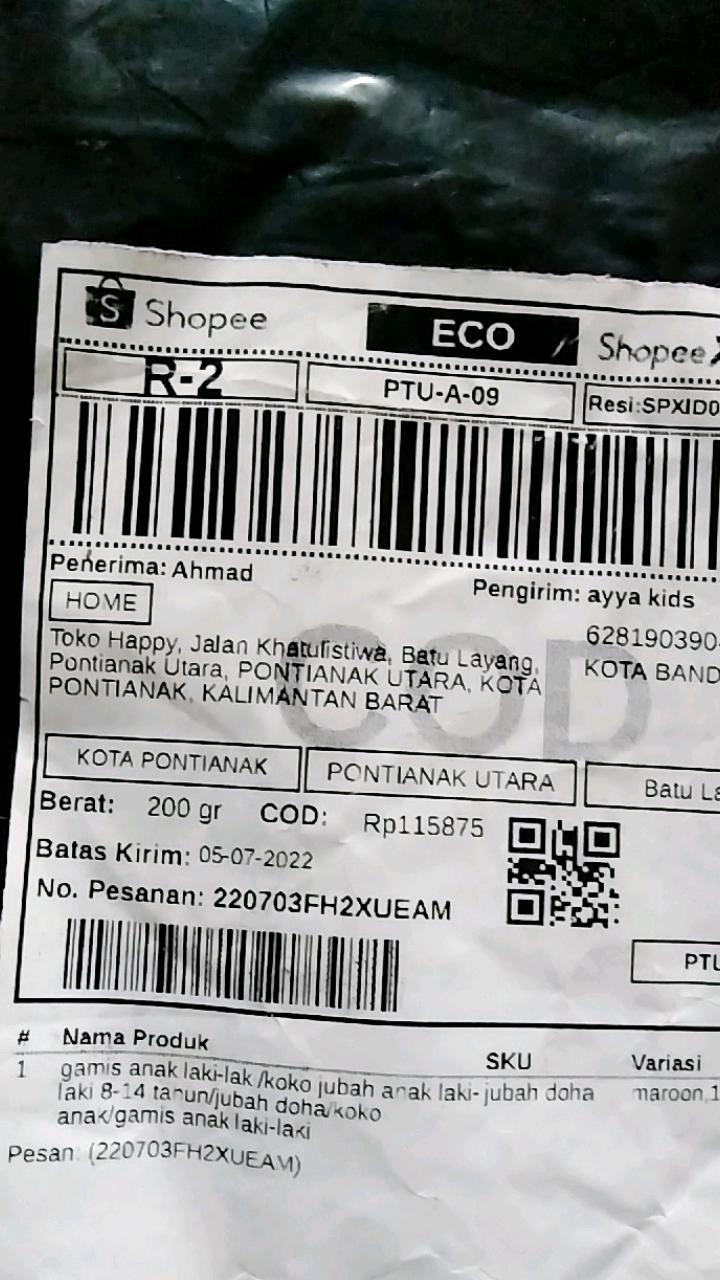 Shopee
ECO
Shopee
R-2
PTU-A-09
Resi:SPXID0
Penerima: Ahmad
Pengirim: ayya kids
HOME
628190390
Toko Happy, Jalan Khatulistiwa, Batu Layang,
KOTA BAND
Pontianak Utara, PONTIANAK UTARA, KOTA
PONTIANAK, KALIMANTAN BARAT
COD
KOTA PONTIANAK
PONTIANAK UTARA
Batu La
Berat: 200 gr COD: Rp115875
Batas Kirim: 05-07-2022
No. Pesanan: 220703FH2XUEAM
PTU
# Nama Produk SKU Variasi
1 gamis anak laki-lak /koko jubah anak laki- jubah doha maroon,1
laki 8-14 tahun/jubah doha/koko
anak/gamis anak laki-laki
Pesan: (220703FH2XUEAM)